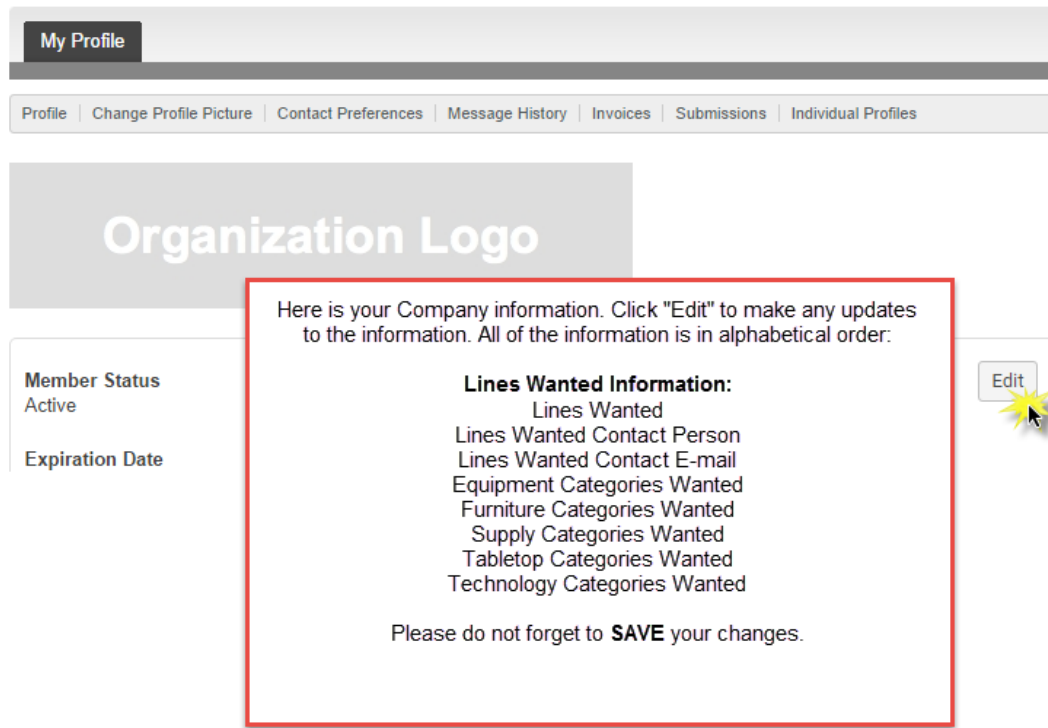 My Profile
Profile Change Profile Picture Contact Preferences Message History Invoices Submissions Individual Profiles
Organization Logo
Here is your Company information. Click "Edit" to make any updates
to the information. All of the information is in alphabetical order:
Lines Wanted Information:
Lines Wanted
Lines Wanted Contact Person
Lines Wanted Contact E-mail
Equipment Categories Wanted
Furniture Categories Wanted
Supply Categories Wanted
Tabletop Categories Wanted
Technology Categories Wanted
Please do not forget to SAVE your changes.
Member Status
Active
Expiration Date
Edit